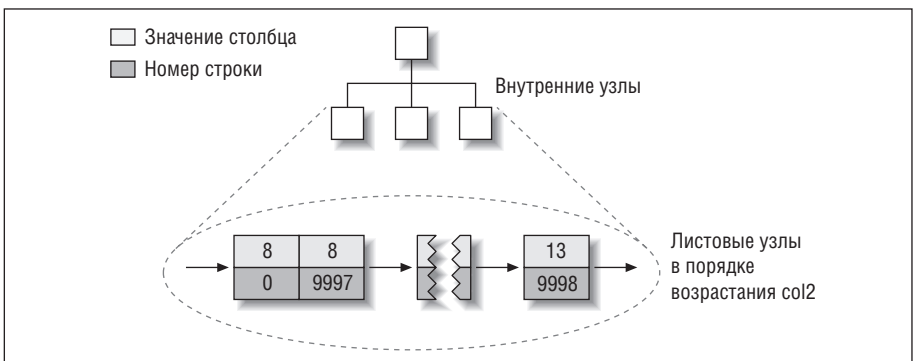 Значение столбца
Номер строки
Внутренние узлы
8 8 13
0 9997 9998
Листовые узлы
в порядке
возрастания col2